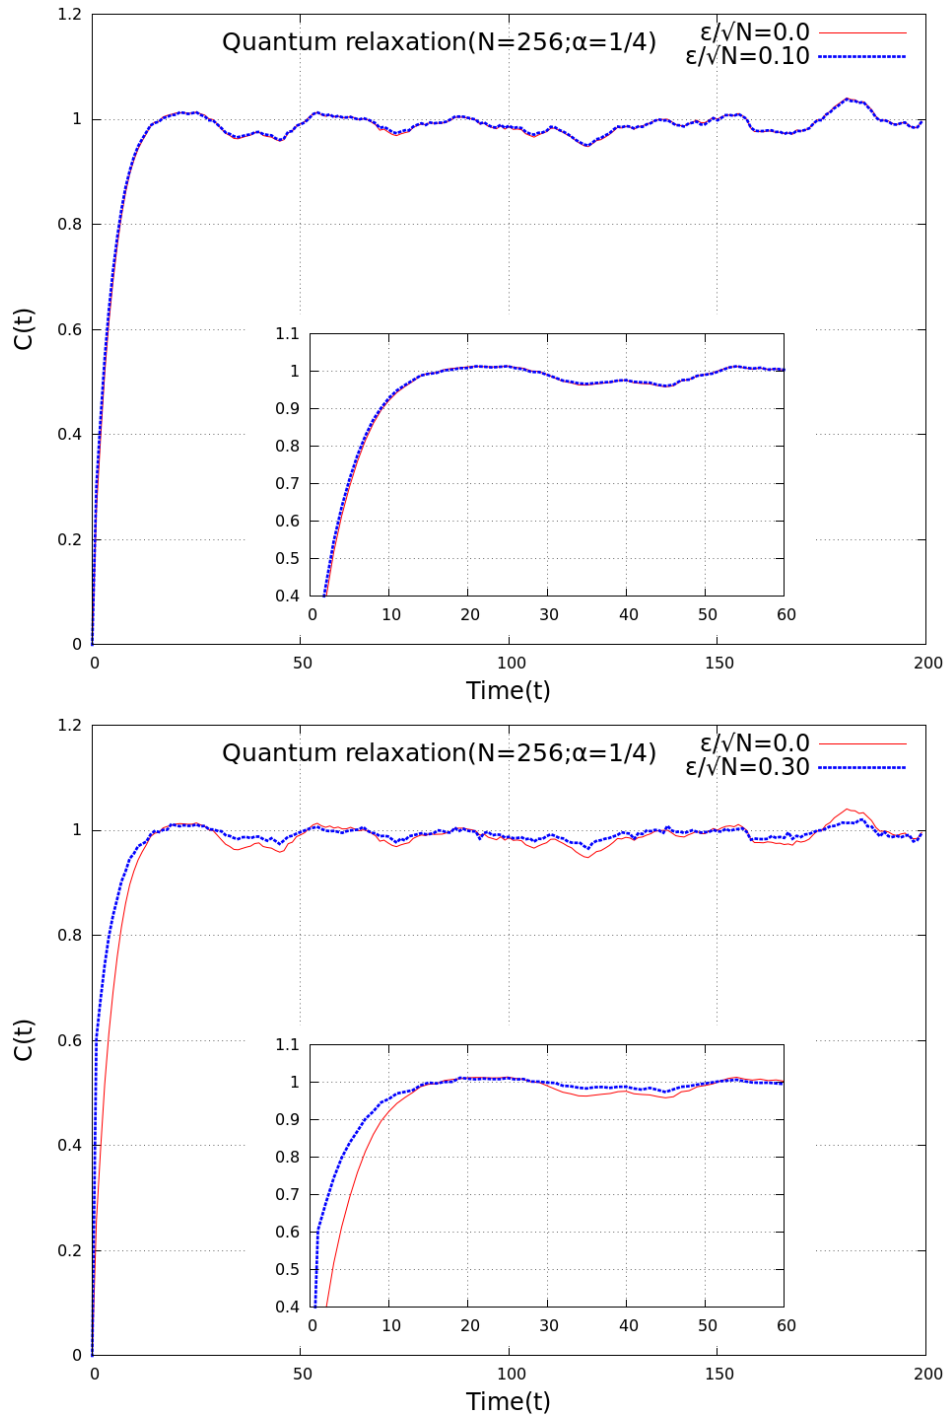 Quantum relaxation(N=256;α=1/4)
ε/√N=0.0
ε/√N=0.10
1.2
1
0.8
0.6
0.4
0.2
0
C(t)
1.1
1
0.9
0.8
0.7
0.6
0.5
0.4
0 10 20 30 40 50 60
0 50 100 150 200
Time(t)
Quantum relaxation(N=256;α=1/4)
ε/√N=0.0
ε/√N=0.30
1.2
1
0.8
0.6
0.4
0.2
0
C(t)
1.1
1
0.9
0.8
0.7
0.6
0.5
0.4
0 10 20 30 40 50 60
0 50 100 150 200
Time(t)